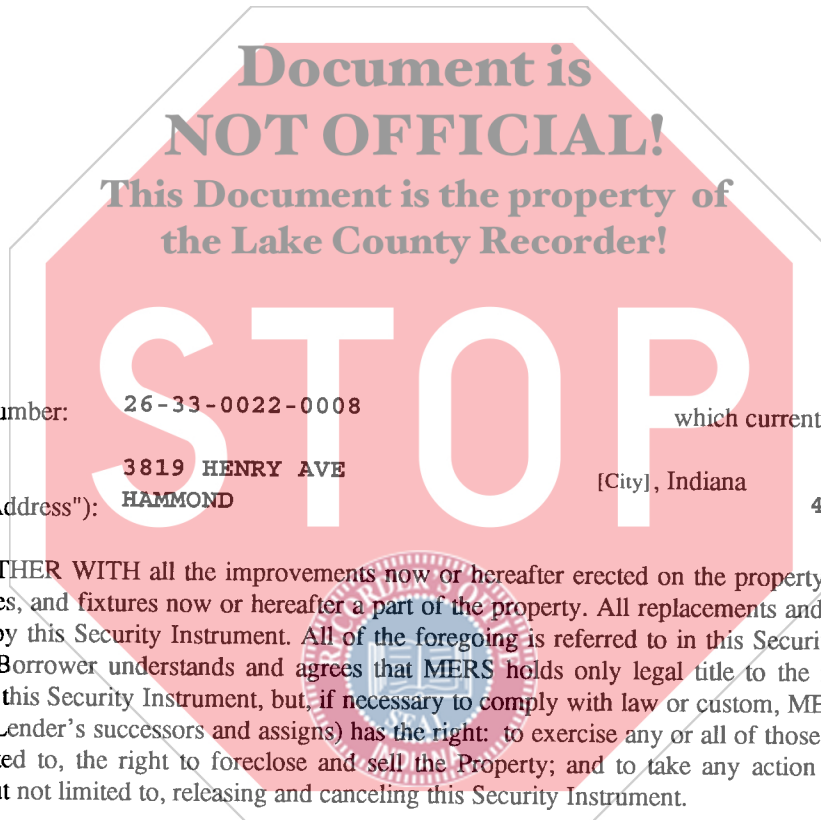 Document is
NOT OFFICIAL!
This Document is the property of
the Lake County Recorder!
STOP
umber: 26-33-0022-0008 which current
3819 HENRY AVE
[City], Indiana
Address"): HAMMOND 4
THER WITH all the improvements now or hereafter erected on the property
es, and fixtures now or hereafter a part of the property. All replacements and
by this Security Instrument. All of the foregoing is referred to in this Securi
Borrower understands and agrees that MERS holds only legal title to the
this Security Instrument, but, if necessary to comply with law or custom, ME
Lender's successors and assigns) has the right: to exercise any or all of those
ed to, the right to foreclose and sell the Property; and to take any action
t not limited to, releasing and canceling this Security Instrument.
SEAL
INDIANA